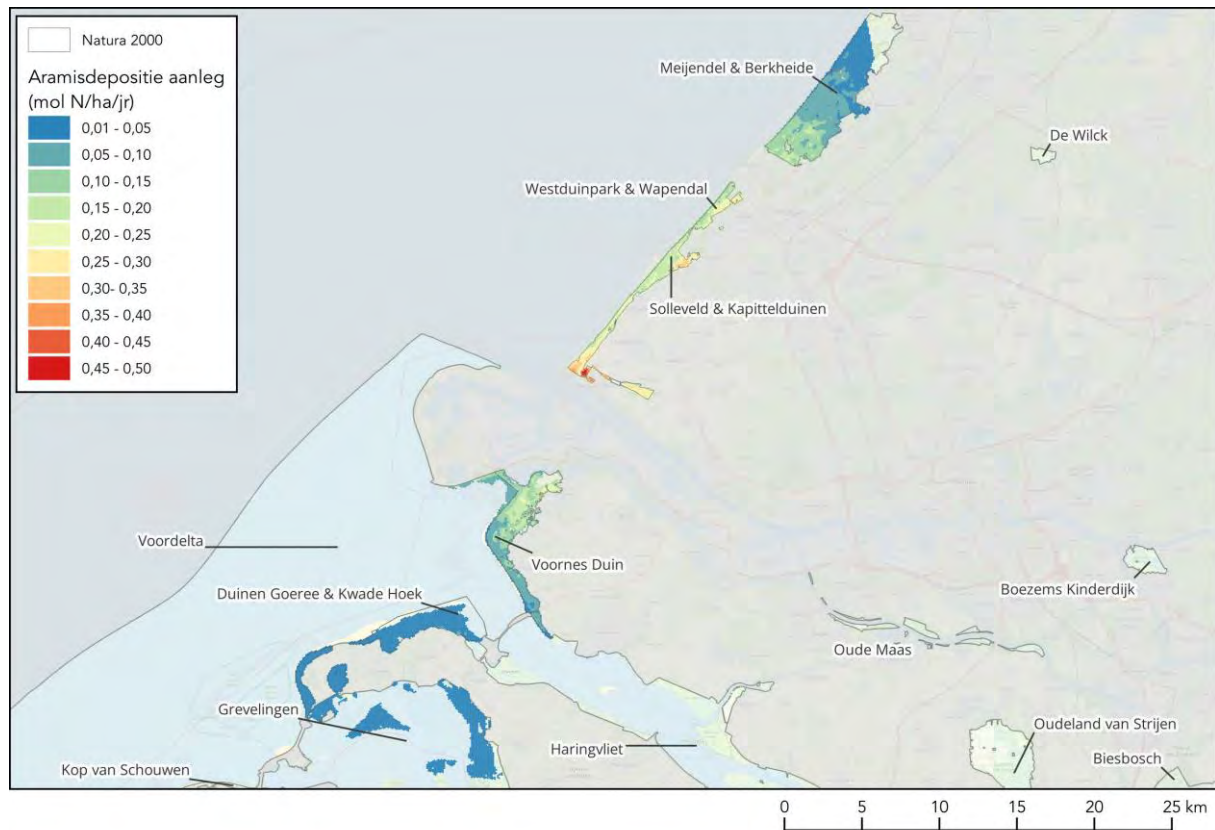 Natura 2000
Aramisdepositie aanleg
(mol N/ha/jr)
0,01 - 0,05
0,05 - 0,10
0,10 - 0,15
0,15 - 0,20
0,20 - 0,25
0,25 - 0,30
0,30- 0,35
0,35 - 0,40
0,40 - 0,45
0,45 - 0,50
Meijendel & Berkheide
De Wilck
Westduinpark & Wapendal
Solleveld & Kapittelduinen
Voordelta
Voornes Duin
Boezems Kinderdijk
Duinen Goeree & Kwade Hoek
Oude Maas
Grevelingen
Oudeland van Strijen
Haringvliet
Biesbosch
Kop van Schouwen
0 5 10 15 20 25 km